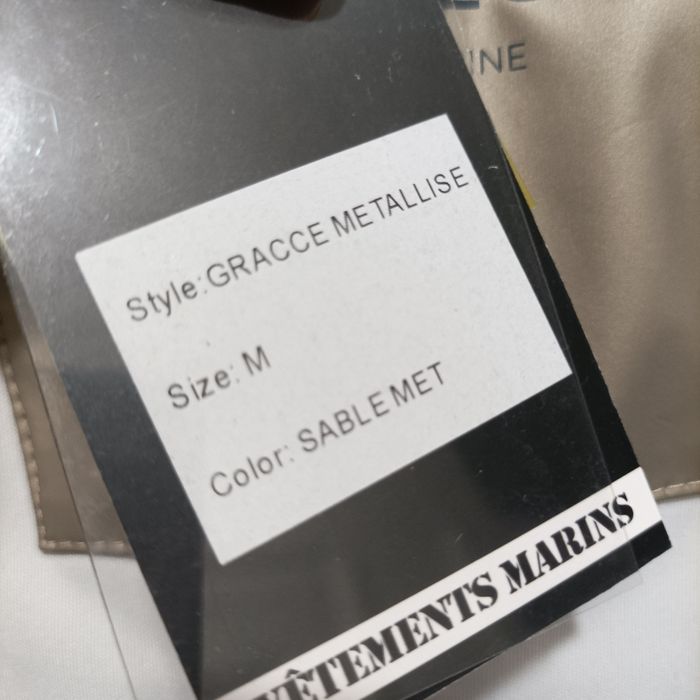 Style:GRACCE METALLISE
Size: M
Color: SABLE MET
VÊTEMENTS MARINS